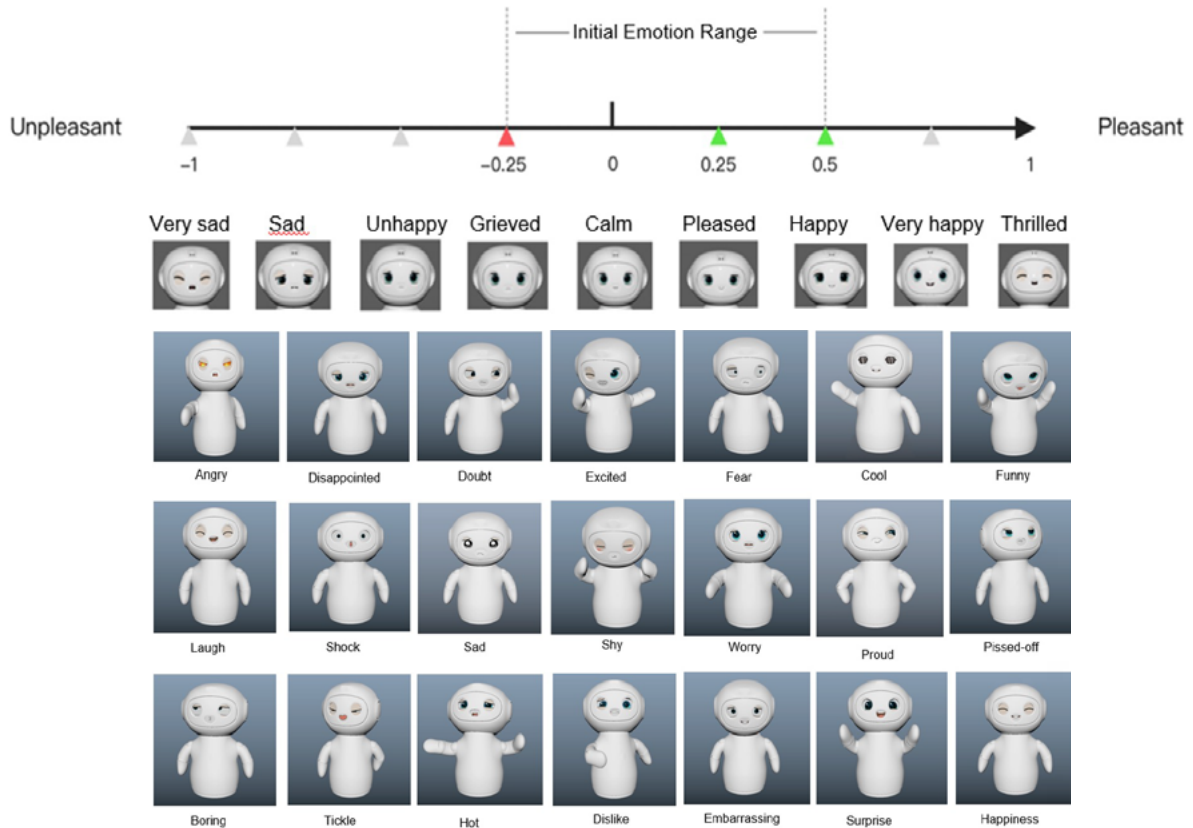 Initial Emotion Range
Unpleasant
Pleasant
−1
−0.25
0
0.25
0.5
1
Very sad
Sad
Unhappy
Grieved
Calm
Pleased
Happy
Very happy
Thrilled
Angry
Disappointed
Doubt
Excited
Fear
Cool
Funny
Laugh
Shock
Sad
Shy
Worry
Proud
Pissed-off
Boring
Tickle
Hot
Dislike
Embarrassing
Surprise
Happiness